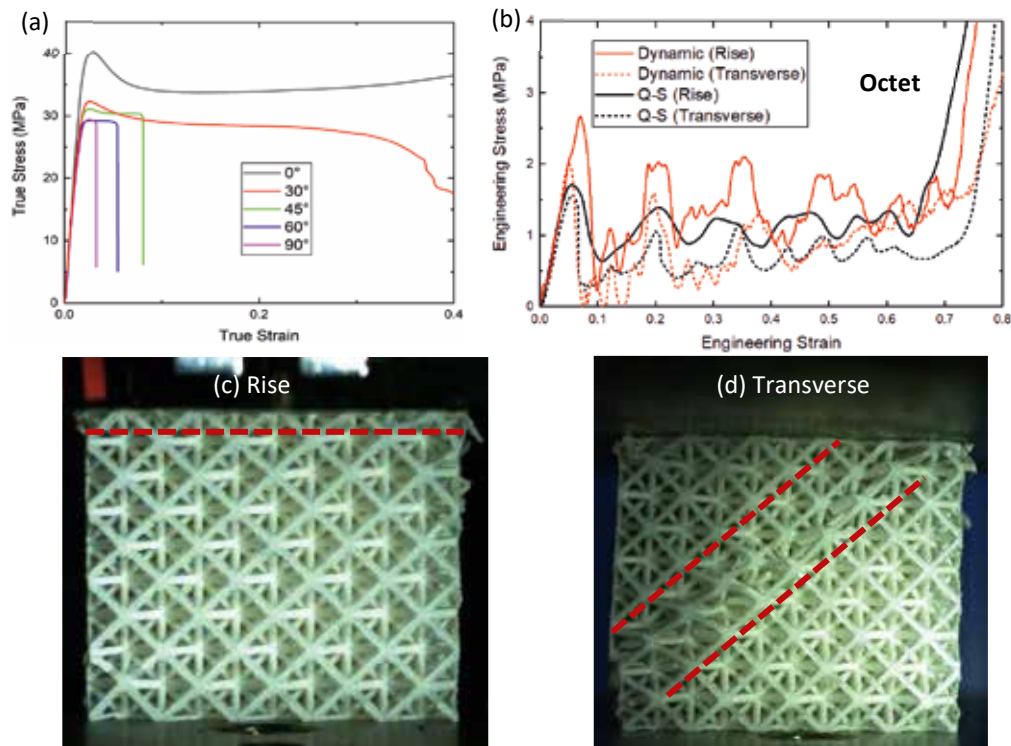 (a)
True Stress (MPa)
40
30
20
10
0
0°
30°
45°
60°
90°
0.0
0.2
0.4
True Strain
(b)
Engineering Stress (MPa)
4
3
2
1
0
Dynamic (Rise)
Dynamic (Transverse)
Q-S (Rise)
Q-S (Transverse)
Octet
0.0 0.1 0.2 0.3 0.4 0.5 0.6 0.7 0.8
Engineering Strain
(c) Rise
(d) Transverse